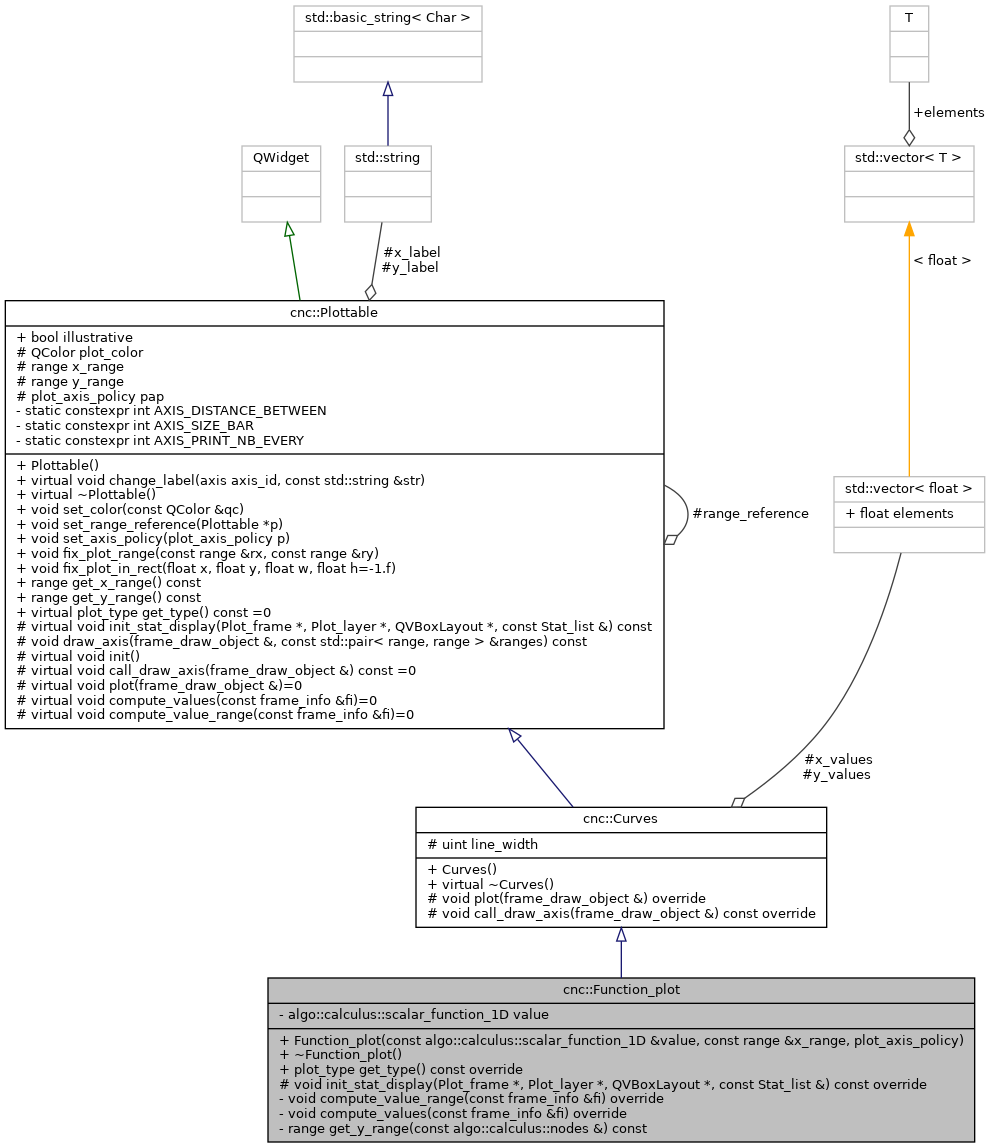 std::basic_string< Char >
T
+elements
QWidget
std::string
std::vector< T >
#x_label
#y_label
< float >
cnc::Plottable
+ bool illustrative
# QColor plot_color
# range x_range
# range y_range
# plot_axis_policy pap
- static constexpr int AXIS_DISTANCE_BETWEEN
- static constexpr int AXIS_SIZE_BAR
- static constexpr int AXIS_PRINT_NB_EVERY
+ Plottable()
+ virtual void change_label(axis axis_id, const std::string &str)
+ virtual ~Plottable()
+ void set_color(const QColor &qc)
+ void set_range_reference(Plottable *p)
+ void set_axis_policy(plot_axis_policy p)
+ void fix_plot_range(const range &rx, const range &ry)
+ void fix_plot_in_rect(float x, float y, float w, float h=-1.f)
+ range get_x_range() const
+ range get_y_range() const
+ virtual plot_type get_type() const =0
# virtual void init_stat_display(Plot_frame *, Plot_layer *, QVBoxLayout *, const Stat_list &) const
# void draw_axis(frame_draw_object &, const std::pair< range, range > &ranges) const
# virtual void init()
# virtual void call_draw_axis(frame_draw_object &) const =0
# virtual void plot(frame_draw_object &)=0
# virtual void compute_values(const frame_info &fi)=0
# virtual void compute_value_range(const frame_info &fi)=0
#range_reference
std::vector< float >
+ float elements
#x_values
#y_values
cnc::Curves
# uint line_width
+ Curves()
+ virtual ~Curves()
# void plot(frame_draw_object &) override
# void call_draw_axis(frame_draw_object &) const override
cnc::Function_plot
- algo::calculus::scalar_function_1D value
+ Function_plot(const algo::calculus::scalar_function_1D &value, const range &x_range, plot_axis_policy)
+ ~Function_plot()
+ plot_type get_type() const override
# void init_stat_display(Plot_frame *, Plot_layer *, QVBoxLayout *, const Stat_list &) const override
- void compute_value_range(const frame_info &fi) override
- void compute_values(const frame_info &fi) override
- range get_y_range(const algo::calculus::nodes &) const